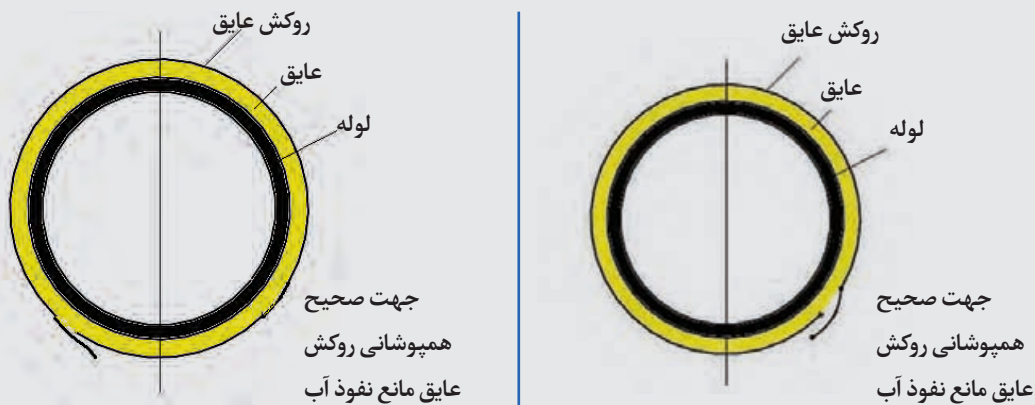 روکش عایق
عایق
لوله
جهت صحیح
همپوشانی روکش
عایق مانع نفوذ آب
روکش عایق
عایق
لوله
جهت صحیح
همپوشانی روکش
عایق مانع نفوذ آب